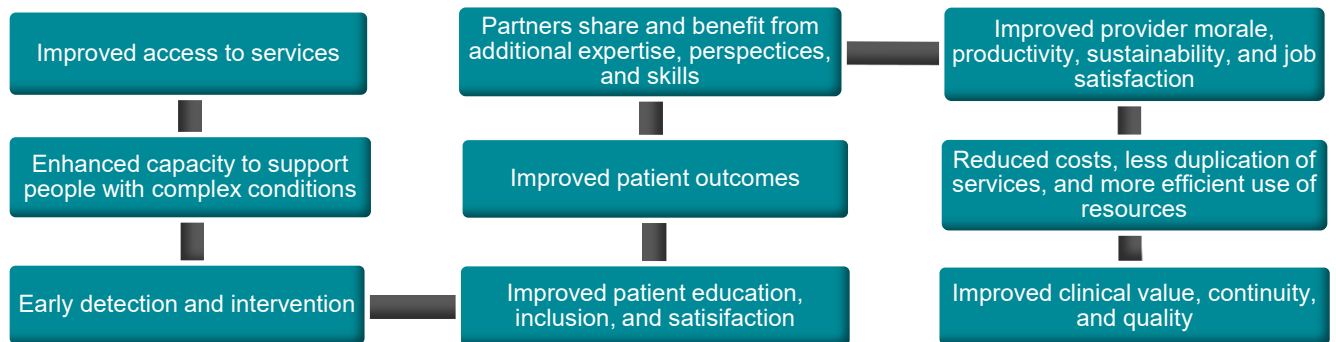 Improved access to services
Enhanced capacity to support
people with complex conditions
Early detection and intervention
Improved patient education,
inclusion, and satisifaction
Improved patient outcomes
Partners share and benefit from
additional expertise, perspectices,
and skills
Improved provider morale,
productivity, sustainability, and job
satisfaction
Reduced costs, less duplication of
services, and more efficient use of
resources
Improved clinical value, continuity,
and quality